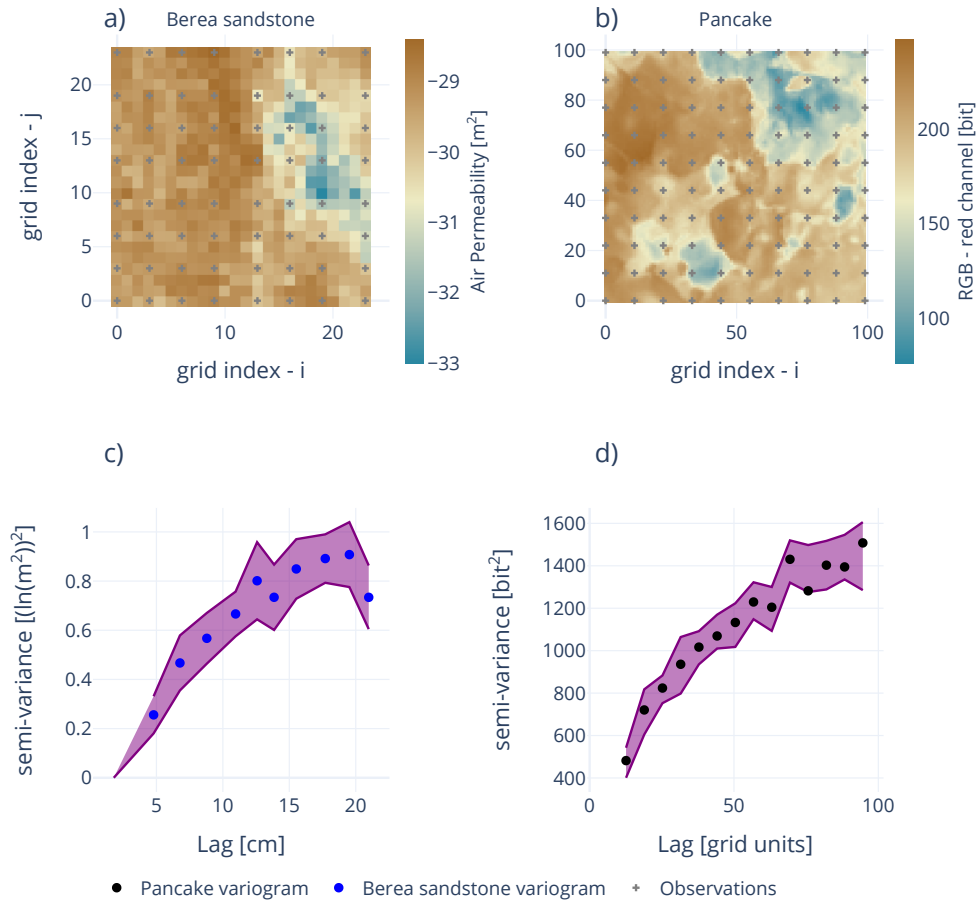 a) Berea sandstone
b) Pancake
20
15
10
5
0
grid index - j
0 10 20
grid index - i
−29
−30
−31
−32
−33
Air Permeability [m²]
100
80
60
40
20
0
0 50 100
grid index - i
200
150
100
RGB - red channel [bit]
c)
d)
1
0.8
0.6
0.4
0.2
0
semi-variance [(ln(m²))²]
5 10 15 20
Lag [cm]
1600
1400
1200
1000
800
600
400
semi-variance [bit²]
0 50 100
Lag [grid units]
Pancake variogram Berea sandstone variogram Observations